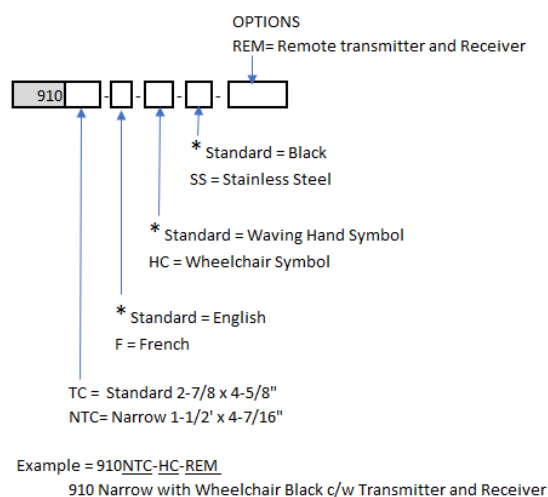 OPTIONS
REM= Remote transmitter and Receiver
910 - - - -
* Standard = Black
SS = Stainless Steel
* Standard = Waving Hand Symbol
HC = Wheelchair Symbol
* Standard = English
F = French
TC = Standard 2-7/8 x 4-5/8"
NTC= Narrow 1-1/2' x 4-7/16"
Example = 910NTC-HC-REM
910 Narrow with Wheelchair Black c/w Transmitter and Receiver